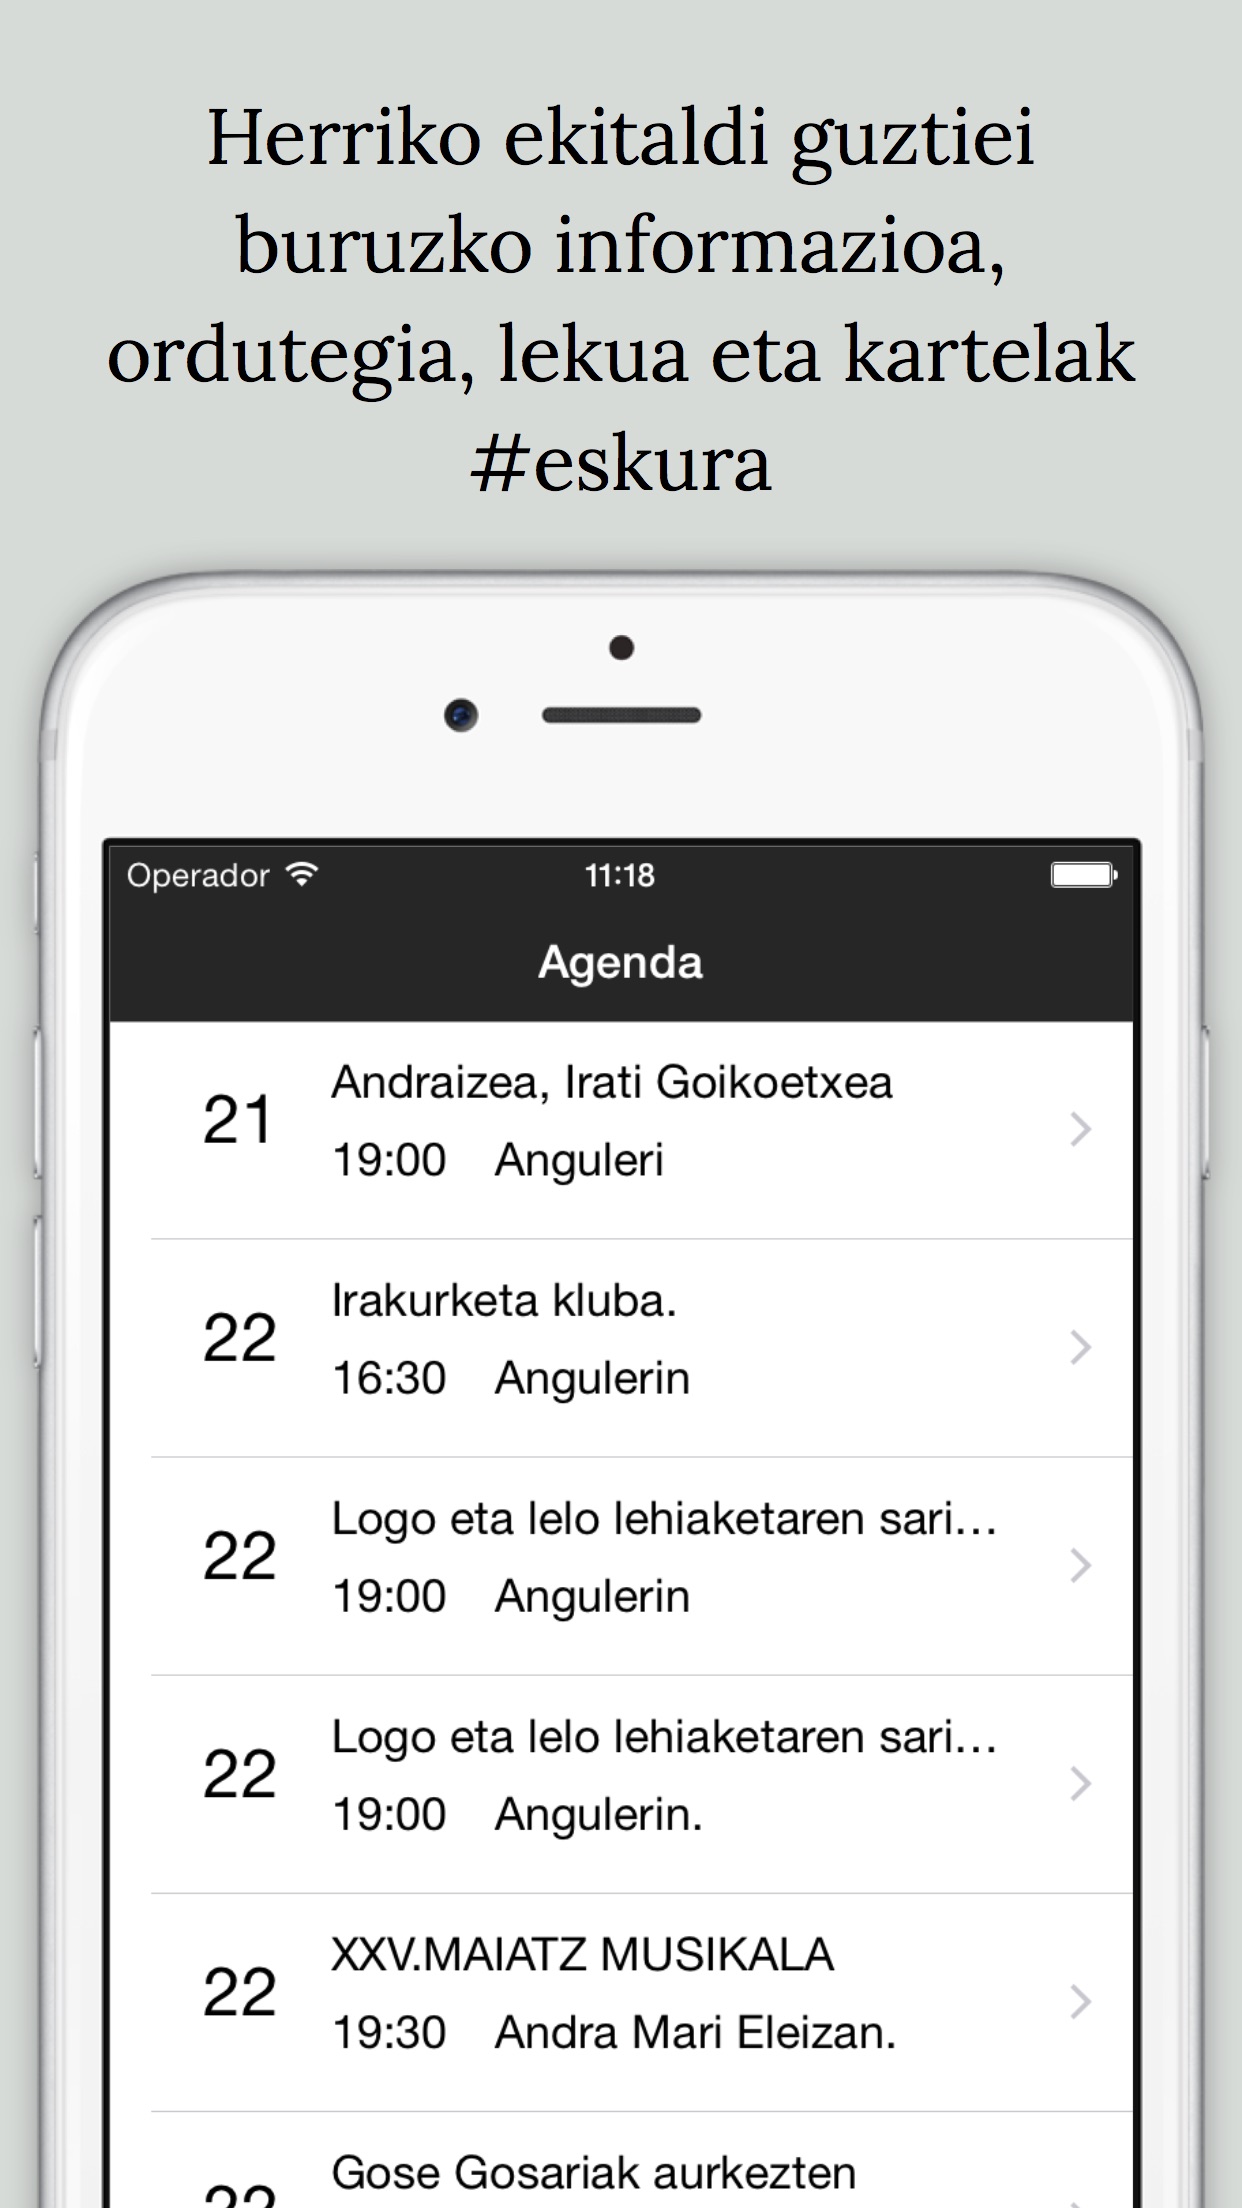 Herriko ekitaldi guztiei
buruzko informazioa,
ordutegia, lekua eta kartelak
#eskura
Operador 11:18
Agenda
21 Andraizea, Irati Goikoetxea
19:00 Anguleri
22 Irakurketa kluba.
16:30 Angulerin
22 Logo eta lelo lehiaketaren sari...
19:00 Angulerin
22 Logo eta lelo lehiaketaren sari...
19:00 Angulerin.
22 XXV.MAIATZ MUSIKALA
19:30 Andra Mari Eleizan.
22 Gose Gosariak aurkezten